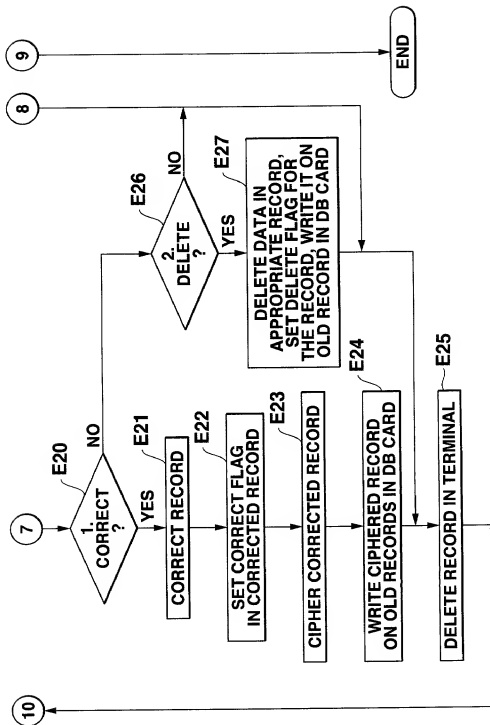 7
8
9
10
E20
1.
CORRECT
?
NO
YES
E21
CORRECT RECORD
E22
SET CORRECT FLAG
IN CORRECTED RECORD
E23
CIPHER CORRECTED RECORD
E24
WRITE CIPHERED RECORD
ON OLD RECORDS IN DB CARD
E25
DELETE RECORD IN TERMINAL
E26
2.
DELETE
?
NO
YES
E27
DELETE DATA IN
APPROPRIATE RECORD,
SET DELETE FLAG FOR
THE RECORD, WRITE IT ON
OLD RECORD IN DB CARD
END